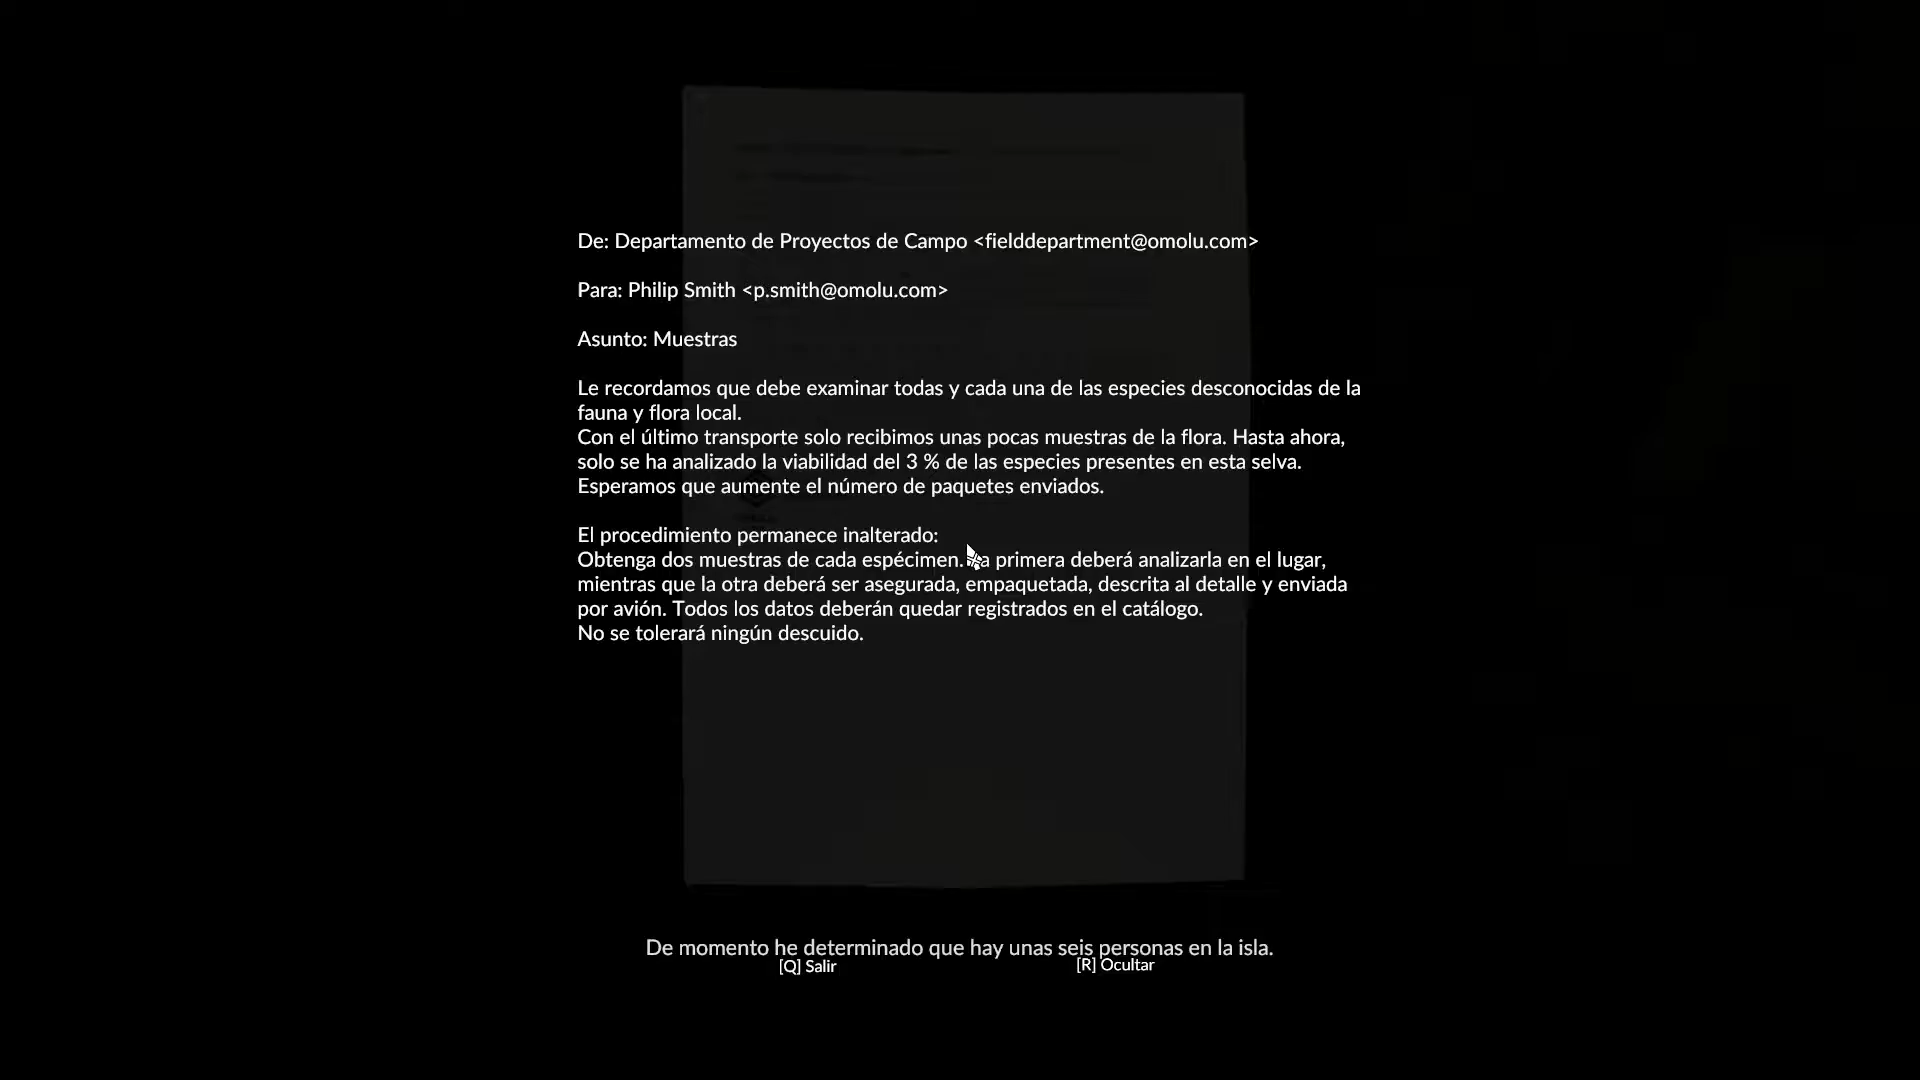 De: Departamento de Proyectos de Campo <fielddepartment@omolu.com>
Para: Philip Smith <p.smith@omolu.com>
Asunto: Muestras
Le recordamos que debe examinar todas y cada una de las especies desconocidas de la
fauna y flora local.
Con el último transporte solo recibimos unas pocas muestras de la flora. Hasta ahora,
solo se ha analizado la viabilidad del 3 % de las especies presentes en esta selva.
Esperamos que aumente el número de paquetes enviados.
El procedimiento permanece inalterado:
Obtenga dos muestras de cada espécimen. La primera deberá analizarla en el lugar,
mientras que la otra deberá ser asegurada, empaquetada, descrita al detalle y enviada
por avión. Todos los datos deberán quedar registrados en el catálogo.
No se tolerará ningún descuido.
De momento he determinado que hay unas seis personas en la isla.
[Q] Salir
[R] Ocultar